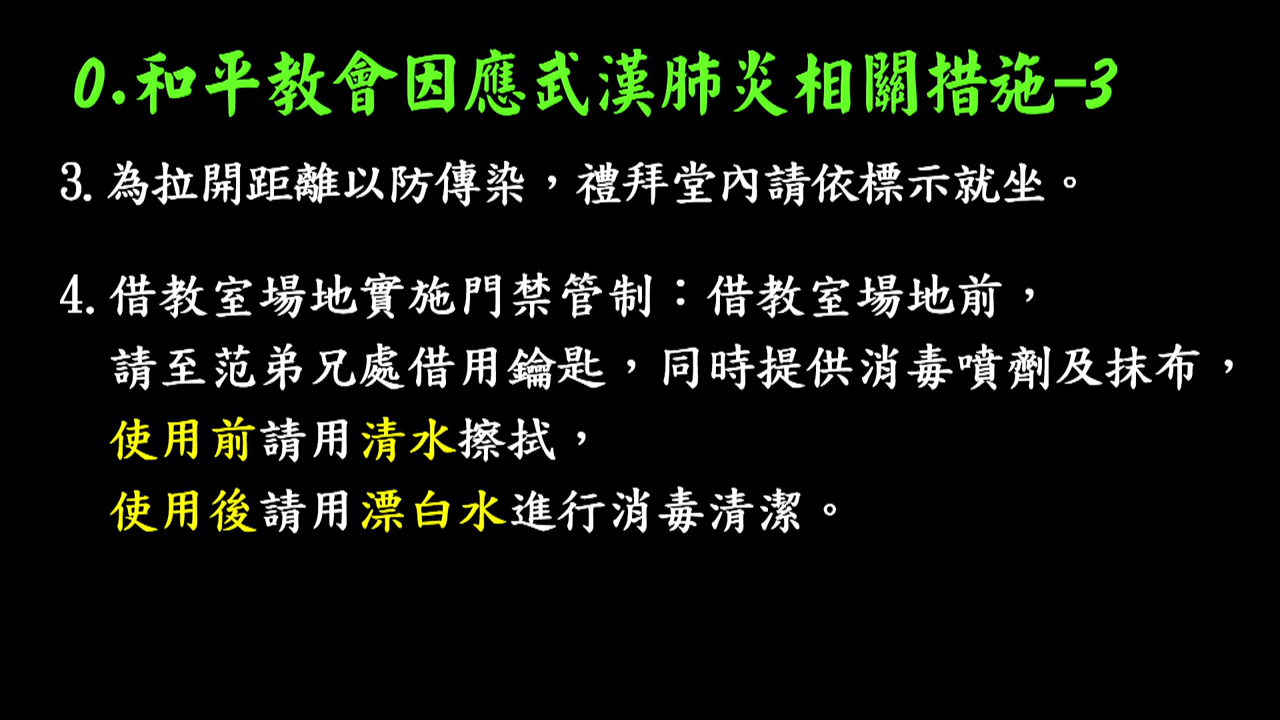 0.和平教會因應武漢肺炎相關措施-3
3.為拉開距離以防傳染，禮拜堂內請依標示就坐。
4.借教室場地實施門禁管制：借教室場地前，
請至范弟兄處借用鑰匙，同時提供消毒噴劑及抹布，
使用前請用清水擦拭，
使用後請用漂白水進行消毒清潔。